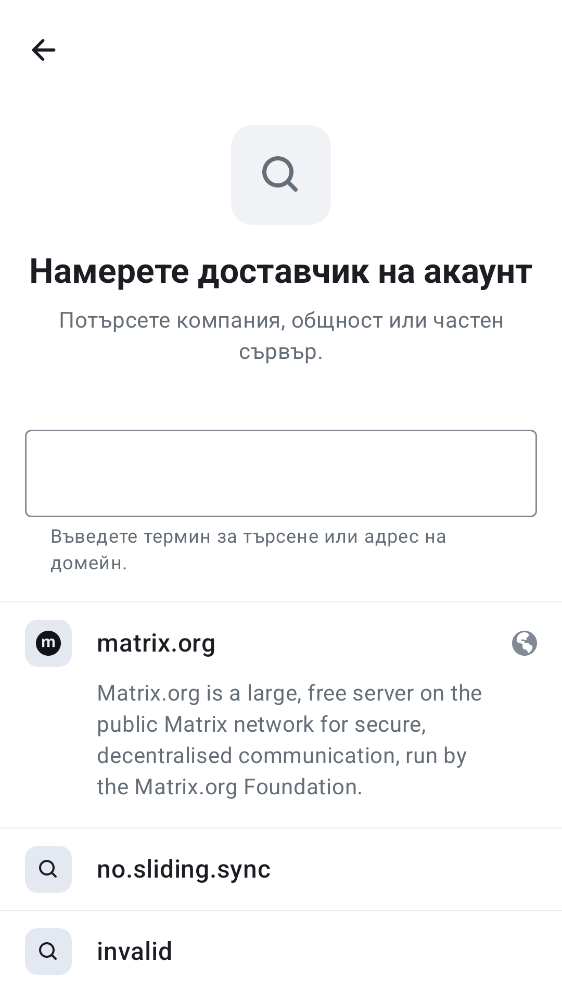 Намерете доставчик на акаунт
Потърсете компания, общност или частен
сървър.
Въведете термин за търсене или адрес на
домейн.
m
matrix.org
Matrix.org is a large, free server on the
public Matrix network for secure,
decentralised communication, run by
the Matrix.org Foundation.
no.sliding.sync
invalid